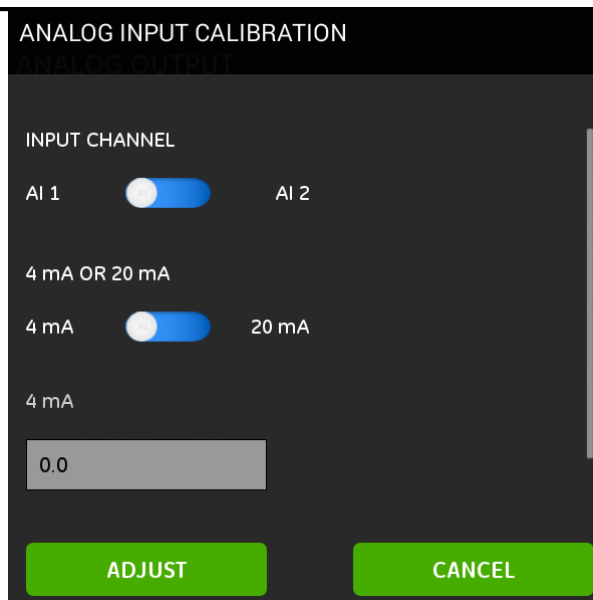 ANALOG INPUT CALIBRATION
ANALOG OUTPUT
INPUT CHANNEL
AI 1 AI 2
4 mA OR 20 mA
4 mA 20 mA
4 mA
0.0
ADJUST CANCEL